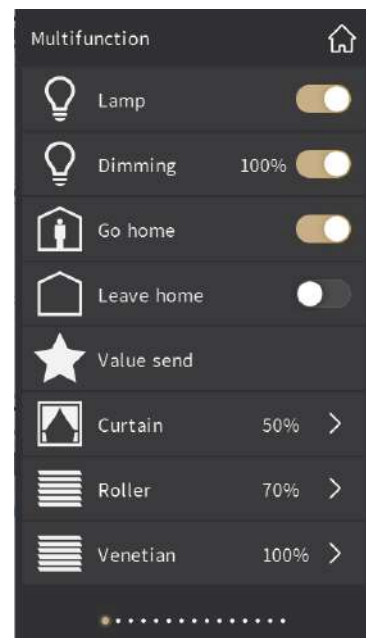 Multifunction
Lamp
Dimming 100%
Go home
Leave home
Value send
Curtain 50%
Roller 70%
Venetian 100%